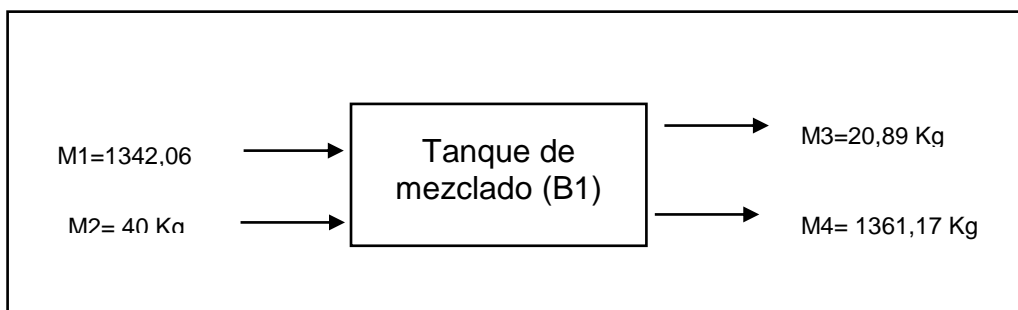 M1=1342,06
M2= 40 Kg
Tanque de
mezclado (B1)
M3=20,89 Kg
M4= 1361,17 Kg